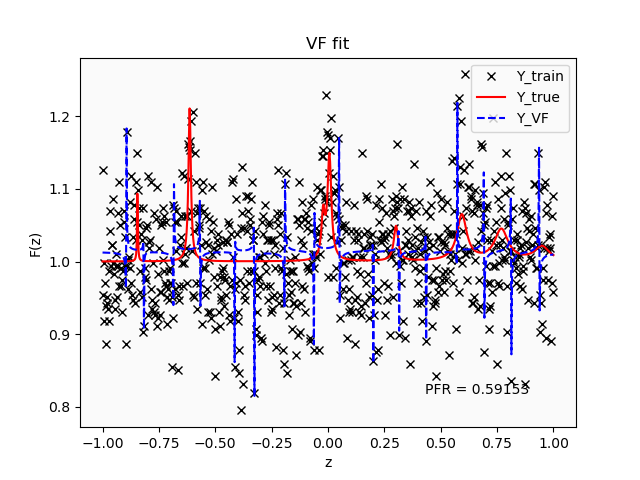 VF fit
Y_train
Y_true
Y_VF
1.2
1.1
1.0
0.9
0.8
F(z)
PFR = 0.59153
−1.00 −0.75 −0.50 −0.25 0.00 0.25 0.50 0.75 1.00
z